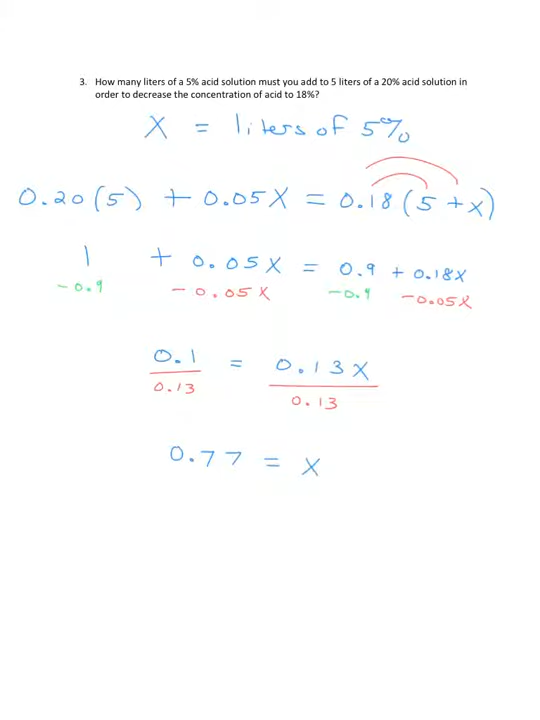 3. How many liters of a 5% acid solution must you add to 5 liters of a 20% acid solution in
order to decrease the concentration of acid to 18%?
X = liters of 5%
0.20(5) + 0.05X = 0.18(5+x)
1 + 0.05X = 0.9 + 0.18X
-0.9 -0.05X -0.9 -0.05X
0.1 = 0.13X
0.13 0.13
0.77 = X